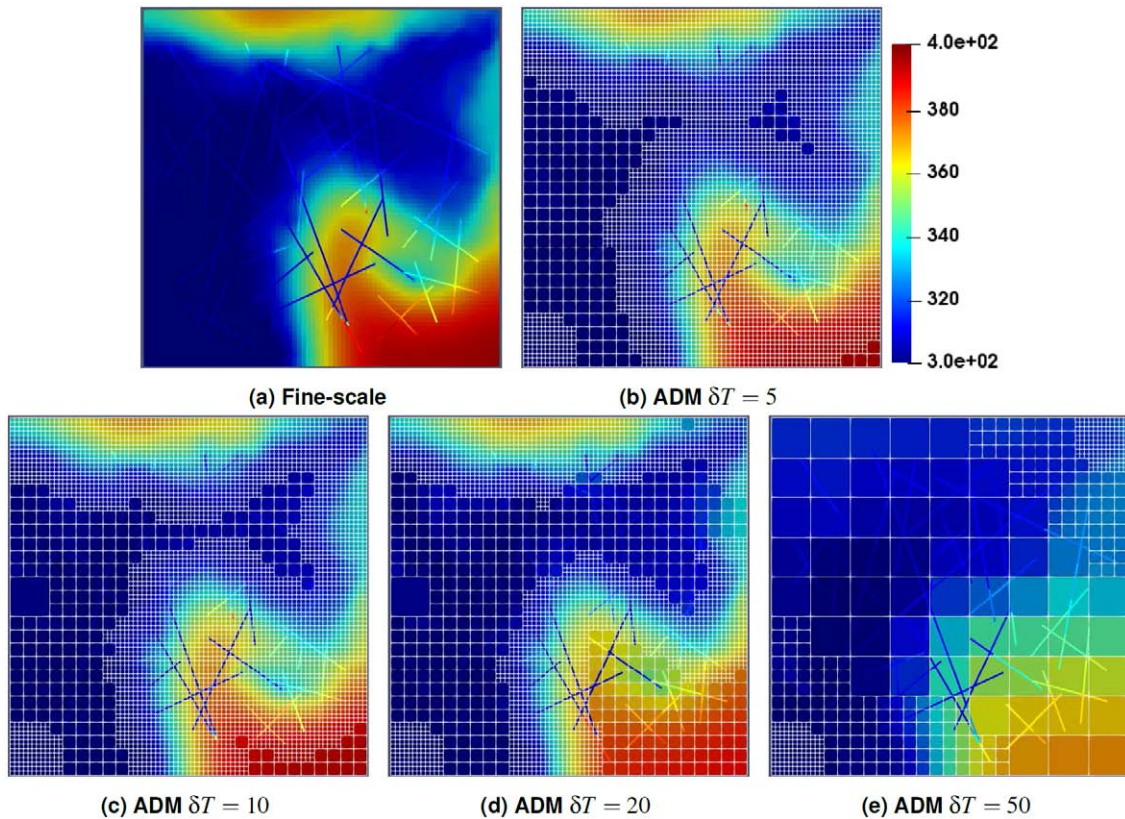 4.0e+02
380
360
340
320
3.0e+02
(a) Fine-scale
(b) ADM δT = 5
(c) ADM δT = 10
(d) ADM δT = 20
(e) ADM δT = 50